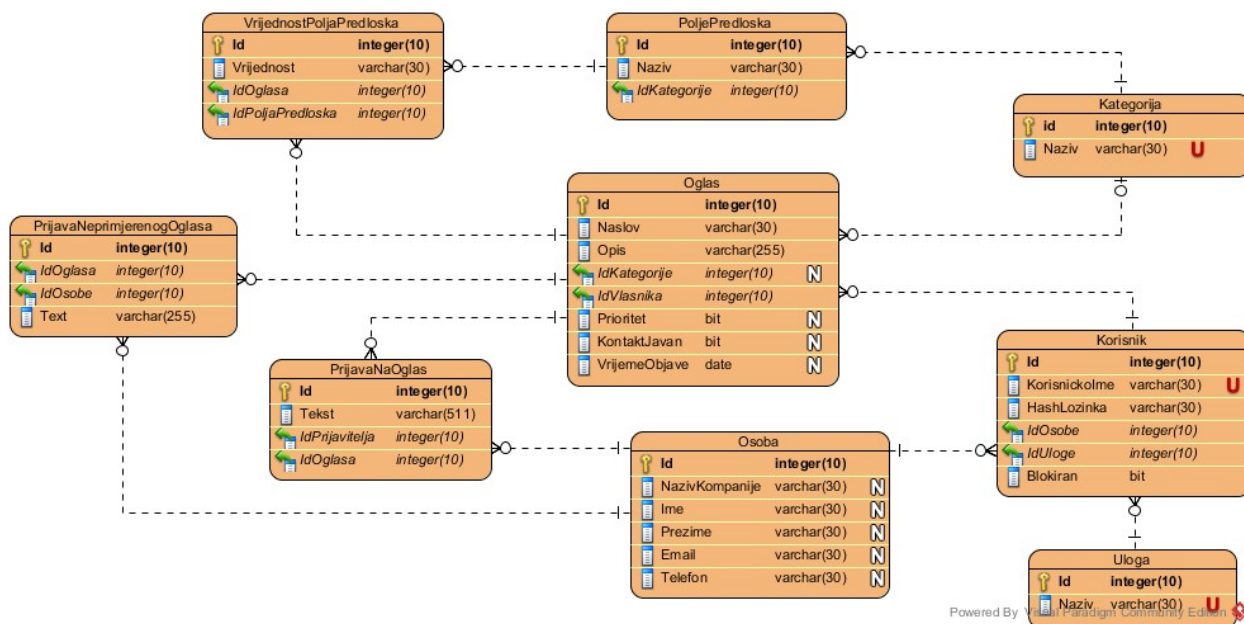 VrijednostPoljaPredloska
Id integer(10)
Vrijednost varchar(30)
IdOglasa integer(10)
IdPoljaPredloska integer(10)
PoljePredloska
Id integer(10)
Naziv varchar(30)
IdKategorije integer(10)
Kategorija
id integer(10)
Naziv varchar(30) U
Oglas
Id integer(10)
Naslov varchar(30)
Opis varchar(255)
IdKategorije integer(10) N
IdVlasnika integer(10)
Prioritet bit N
KontaktJavan bit N
VrijemeObjave date N
PrijavaNeprimjerenogOglasa
Id integer(10)
IdOglasa integer(10)
IdOsobe integer(10)
Text varchar(255)
PrijavaNaOglas
Id integer(10)
Tekst varchar(511)
IdPrijavitelja integer(10)
IdOglasa integer(10)
Korisnik
Id integer(10)
KorisnickoIme varchar(30) U
HashLozinka varchar(30)
IdOsobe integer(10)
IdUloge integer(10)
Blokiran bit
Osoba
Id integer(10)
NazivKompanije varchar(30) N
Ime varchar(30) N
Prezime varchar(30) N
Email varchar(30) N
Telefon varchar(30) N
Uloga
Id integer(10)
Naziv varchar(30) U
Powered By Visual Paradigm Community Edition